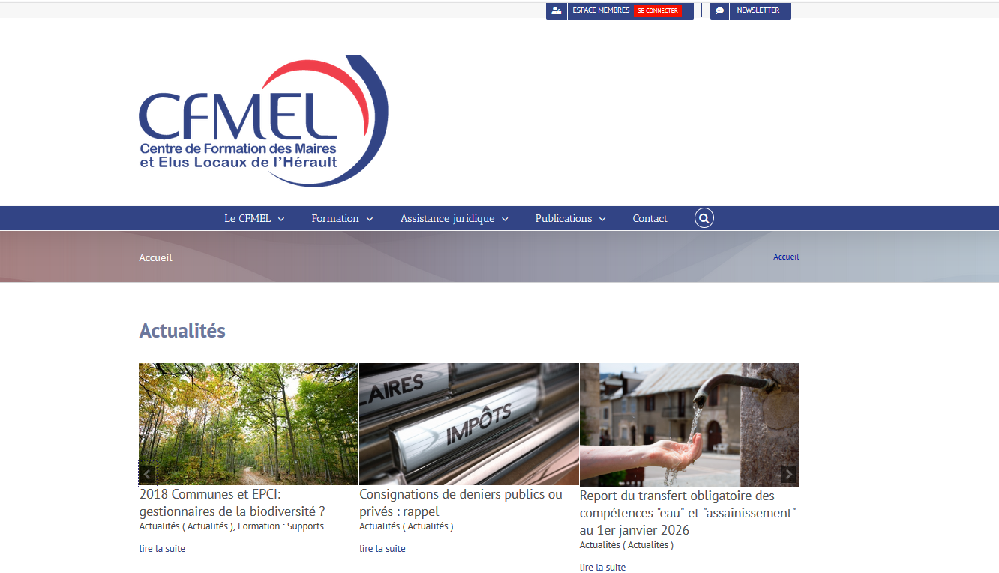 ESPACE MEMBRES SE CONNECTER
NEWSLETTER
CFMEL
Centre de Formation des Maires
et Elus Locaux de l'Hérault
Le CFMEL
Formation
Assistance juridique
Publications
Contact
Accueil
Accueil
Actualités
LAIRES
IMPÔTS
2018 Communes et EPCI:
gestionnaires de la biodiversité ?
Actualités ( Actualités ), Formation : Supports
lire la suite
Consignations de deniers publics ou
privés : rappel
Actualités ( Actualités )
lire la suite
Report du transfert obligatoire des
compétences "eau" et "assainissement"
au 1er janvier 2026
Actualités ( Actualités )
lire la suite